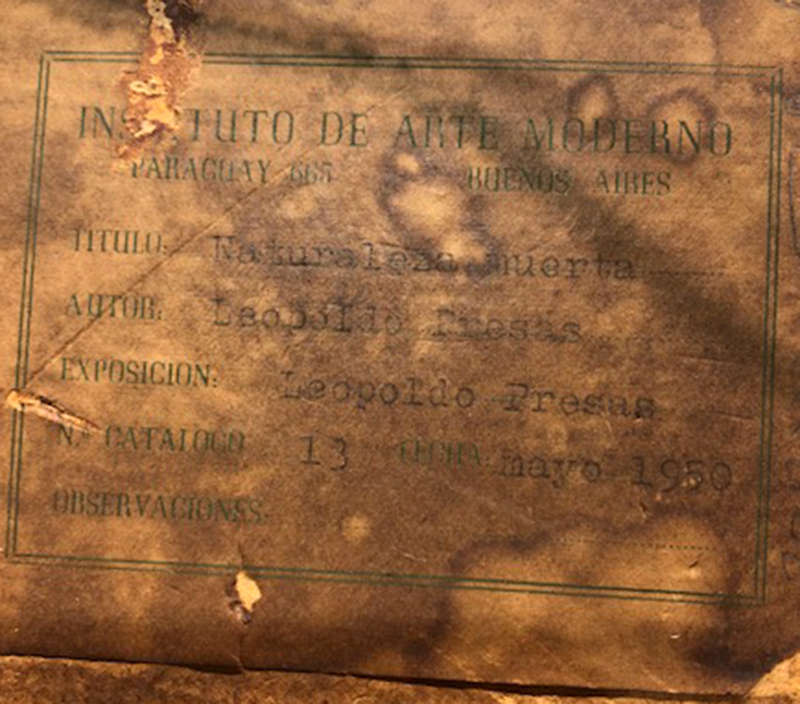 INSTITUTO DE ARTE MODERNO
PARAGUAY 665 BUENOS AIRES
TITULO: Naturaleza muerta
AUTOR: Leopoldo Presas
EXPOSICION: Leopoldo Presas
N.º CATALOGO 13 FECHA: mayo 1950
OBSERVACIONES: